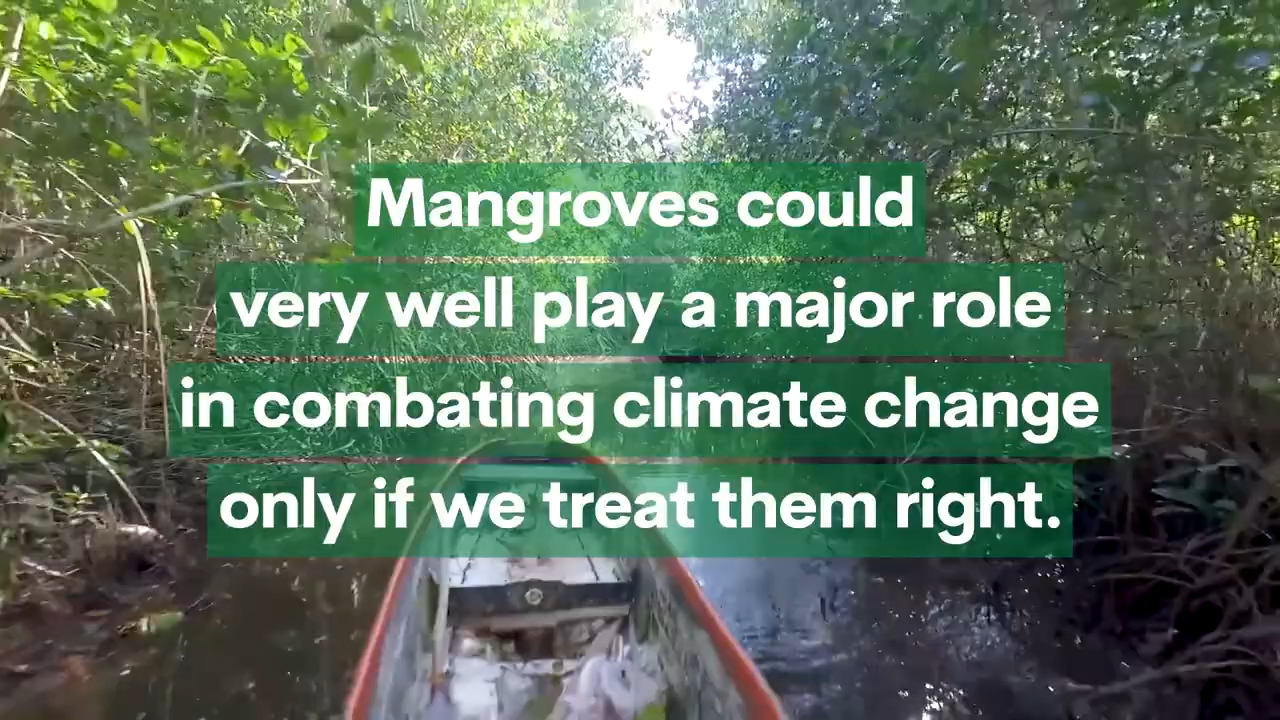 Mangroves could
very well play a major role
in combating climate change
only if we treat them right.